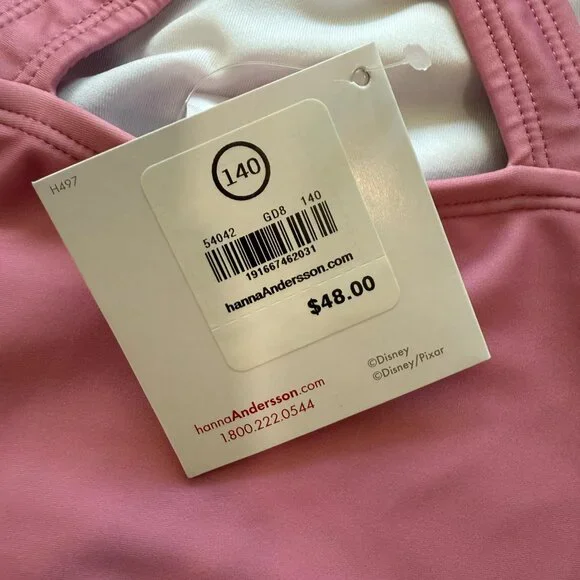 H497
140
54042 GD8 140
191667462031
hannaAndersson.com
$48.00
©Disney
©Disney/Pixar
hannaAndersson.com
1.800.222.0544